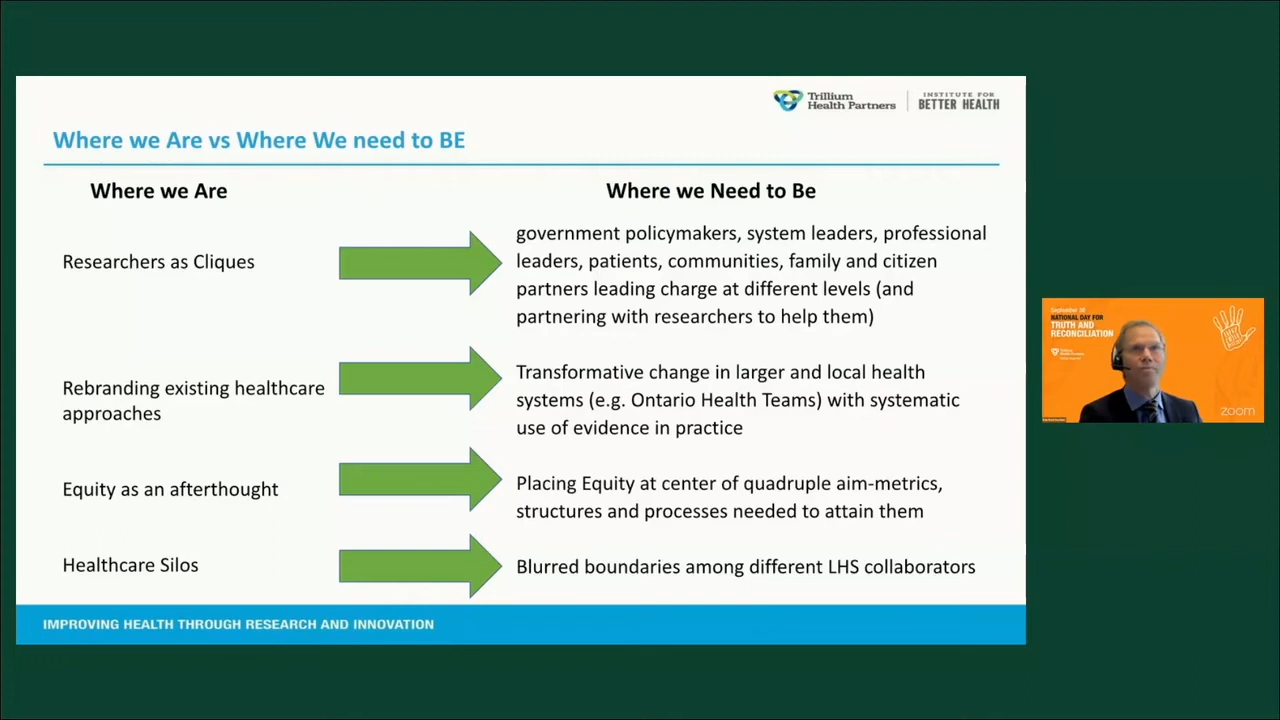 Trillium
Health Partners
INSTITUTE FOR
BETTER HEALTH
Where we Are vs Where We need to BE
Where we Are
Where we Need to Be
Researchers as Cliques
government policymakers, system leaders, professional
leaders, patients, communities, family and citizen
partners leading charge at different levels (and
partnering with researchers to help them)
Rebranding existing healthcare
approaches
Transformative change in larger and local health
systems (e.g. Ontario Health Teams) with systematic
use of evidence in practice
Equity as an afterthought
Placing Equity at center of quadruple aim-metrics,
structures and processes needed to attain them
Healthcare Silos
Blurred boundaries among different LHS collaborators
IMPROVING HEALTH THROUGH RESEARCH AND INNOVATION
September 30
NATIONAL DAY FOR
TRUTH AND
RECONCILIATION
Trillium
Health Partners
zoom